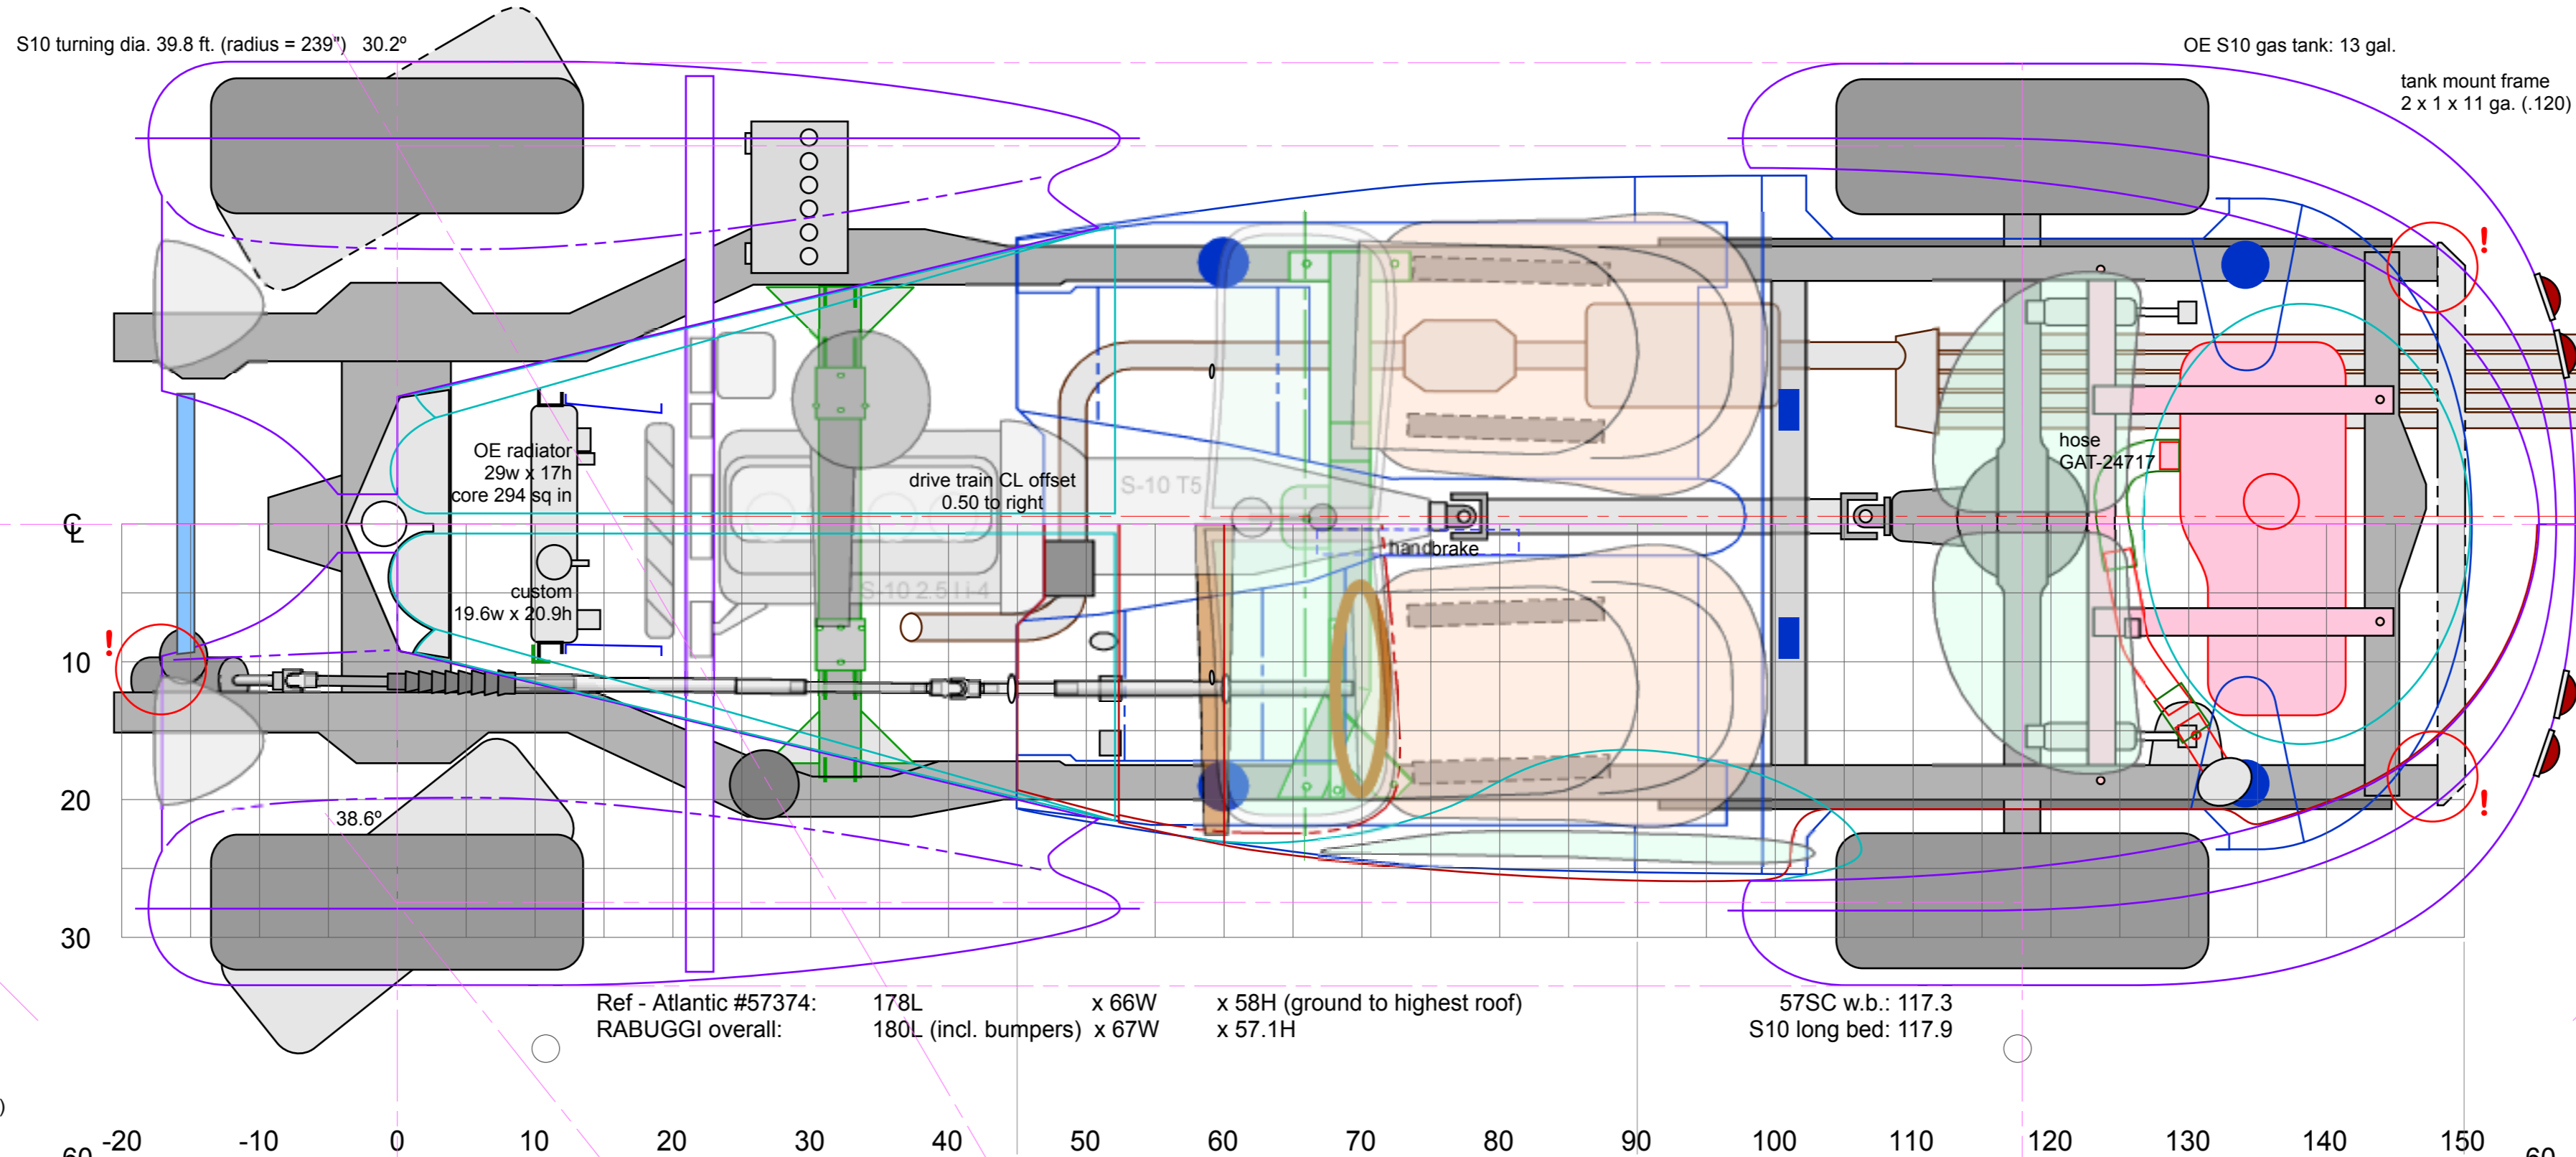 S10 turning dia. 39.8 ft. (radius = 239") 30.2º
OE S10 gas tank: 13 gal.
tank mount frame
2 x 1 x 11 ga. (.120)
!
OE radiator
29w x 17h
core 294 sq in
drive train CL offset
0.50 to right
S-10 T5
hose
GAT-24717
CL
handbrake
custom
19.6w x 20.9h
S-10 2.5l i-4
!
10
20
!
38.6º
30
Ref - Atlantic #57374: 178L x 66W x 58H (ground to highest roof)
RABUGGI overall: 180L (incl. bumpers) x 67W x 57.1H
57SC w.b.: 117.3
S10 long bed: 117.9
)
-20 -10 0 10 20 30 40 50 60 70 80 90 100 110 120 130 140 150